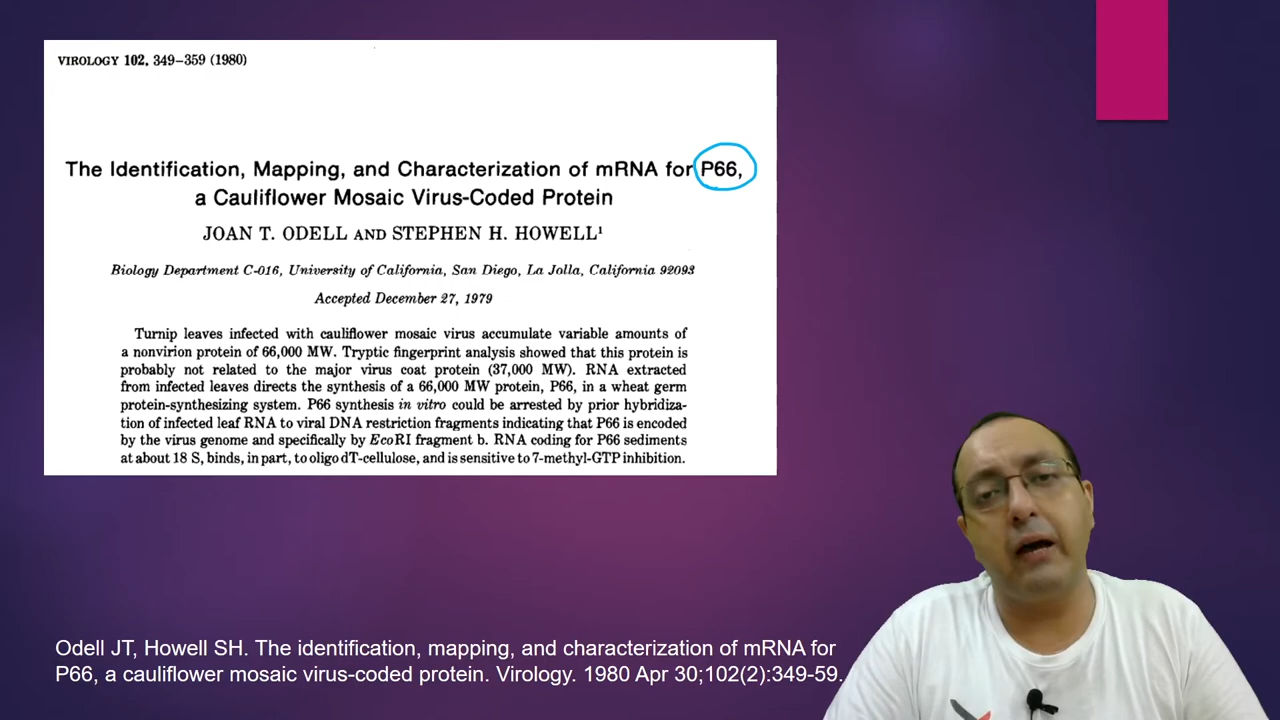 VIROLOGY 102, 349–359 (1980)
The Identification, Mapping, and Characterization of mRNA for P66,
a Cauliflower Mosaic Virus-Coded Protein
JOAN T. ODELL AND STEPHEN H. HOWELL¹
Biology Department C-016, University of California, San Diego, La Jolla, California 92093
Accepted December 27, 1979
Turnip leaves infected with cauliflower mosaic virus accumulate variable amounts of
a nonvirion protein of 66,000 MW. Tryptic fingerprint analysis showed that this protein is
probably not related to the major virus coat protein (37,000 MW). RNA extracted
from infected leaves directs the synthesis of a 66,000 MW protein, P66, in a wheat germ
protein-synthesizing system. P66 synthesis in vitro could be arrested by prior hybridiza-
tion of infected leaf RNA to viral DNA restriction fragments indicating that P66 is encoded
by the virus genome and specifically by EcoRI fragment b. RNA coding for P66 sediments
at about 18 S, binds, in part, to oligo dT-cellulose, and is sensitive to 7-methyl-GTP inhibition.
Odell JT, Howell SH. The identification, mapping, and characterization of mRNA for
P66, a cauliflower mosaic virus-coded protein. Virology. 1980 Apr 30;102(2):349-59.